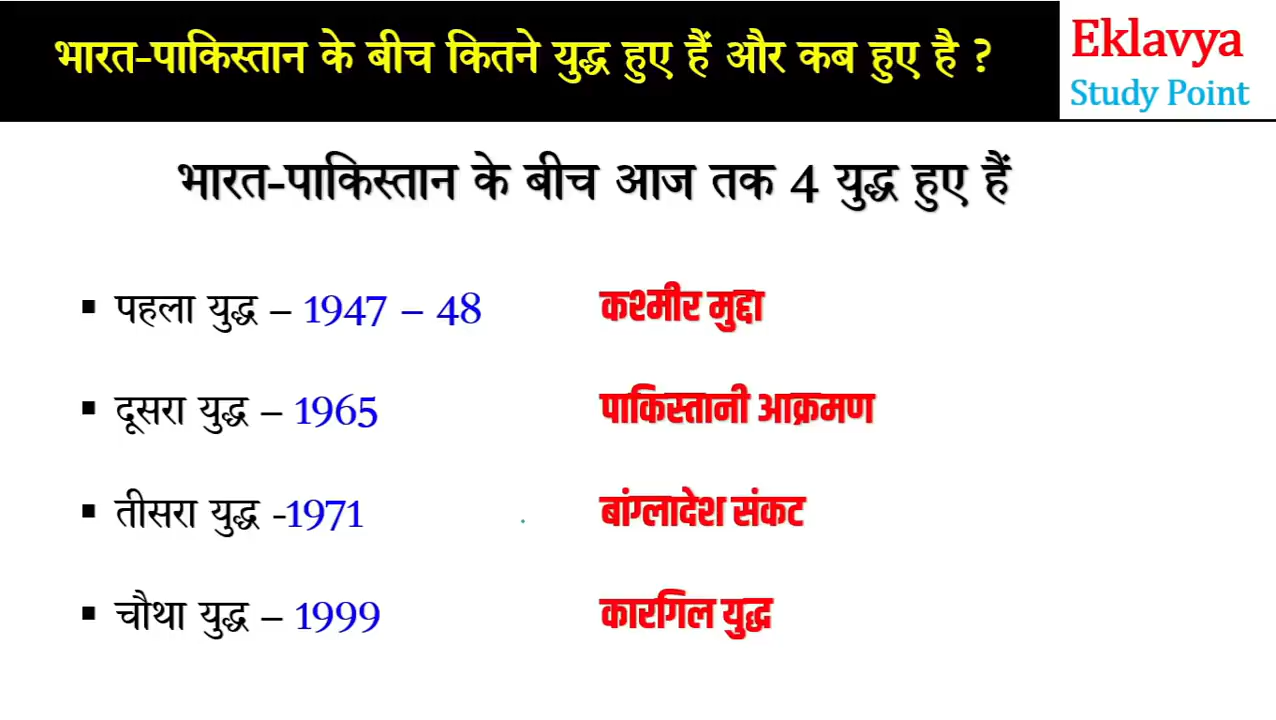 भारत-पाकिस्तान के बीच कितने युद्ध हुए हैं और कब हुए है ?
Eklavya
Study Point
भारत-पाकिस्तान के बीच आज तक 4 युद्ध हुए हैं
▪ पहला युद्ध – 1947 – 48 कश्मीर मुद्दा
▪ दूसरा युद्ध – 1965 पाकिस्तानी आक्रमण
▪ तीसरा युद्ध -1971 बांग्लादेश संकट
▪ चौथा युद्ध – 1999 कारगिल युद्ध